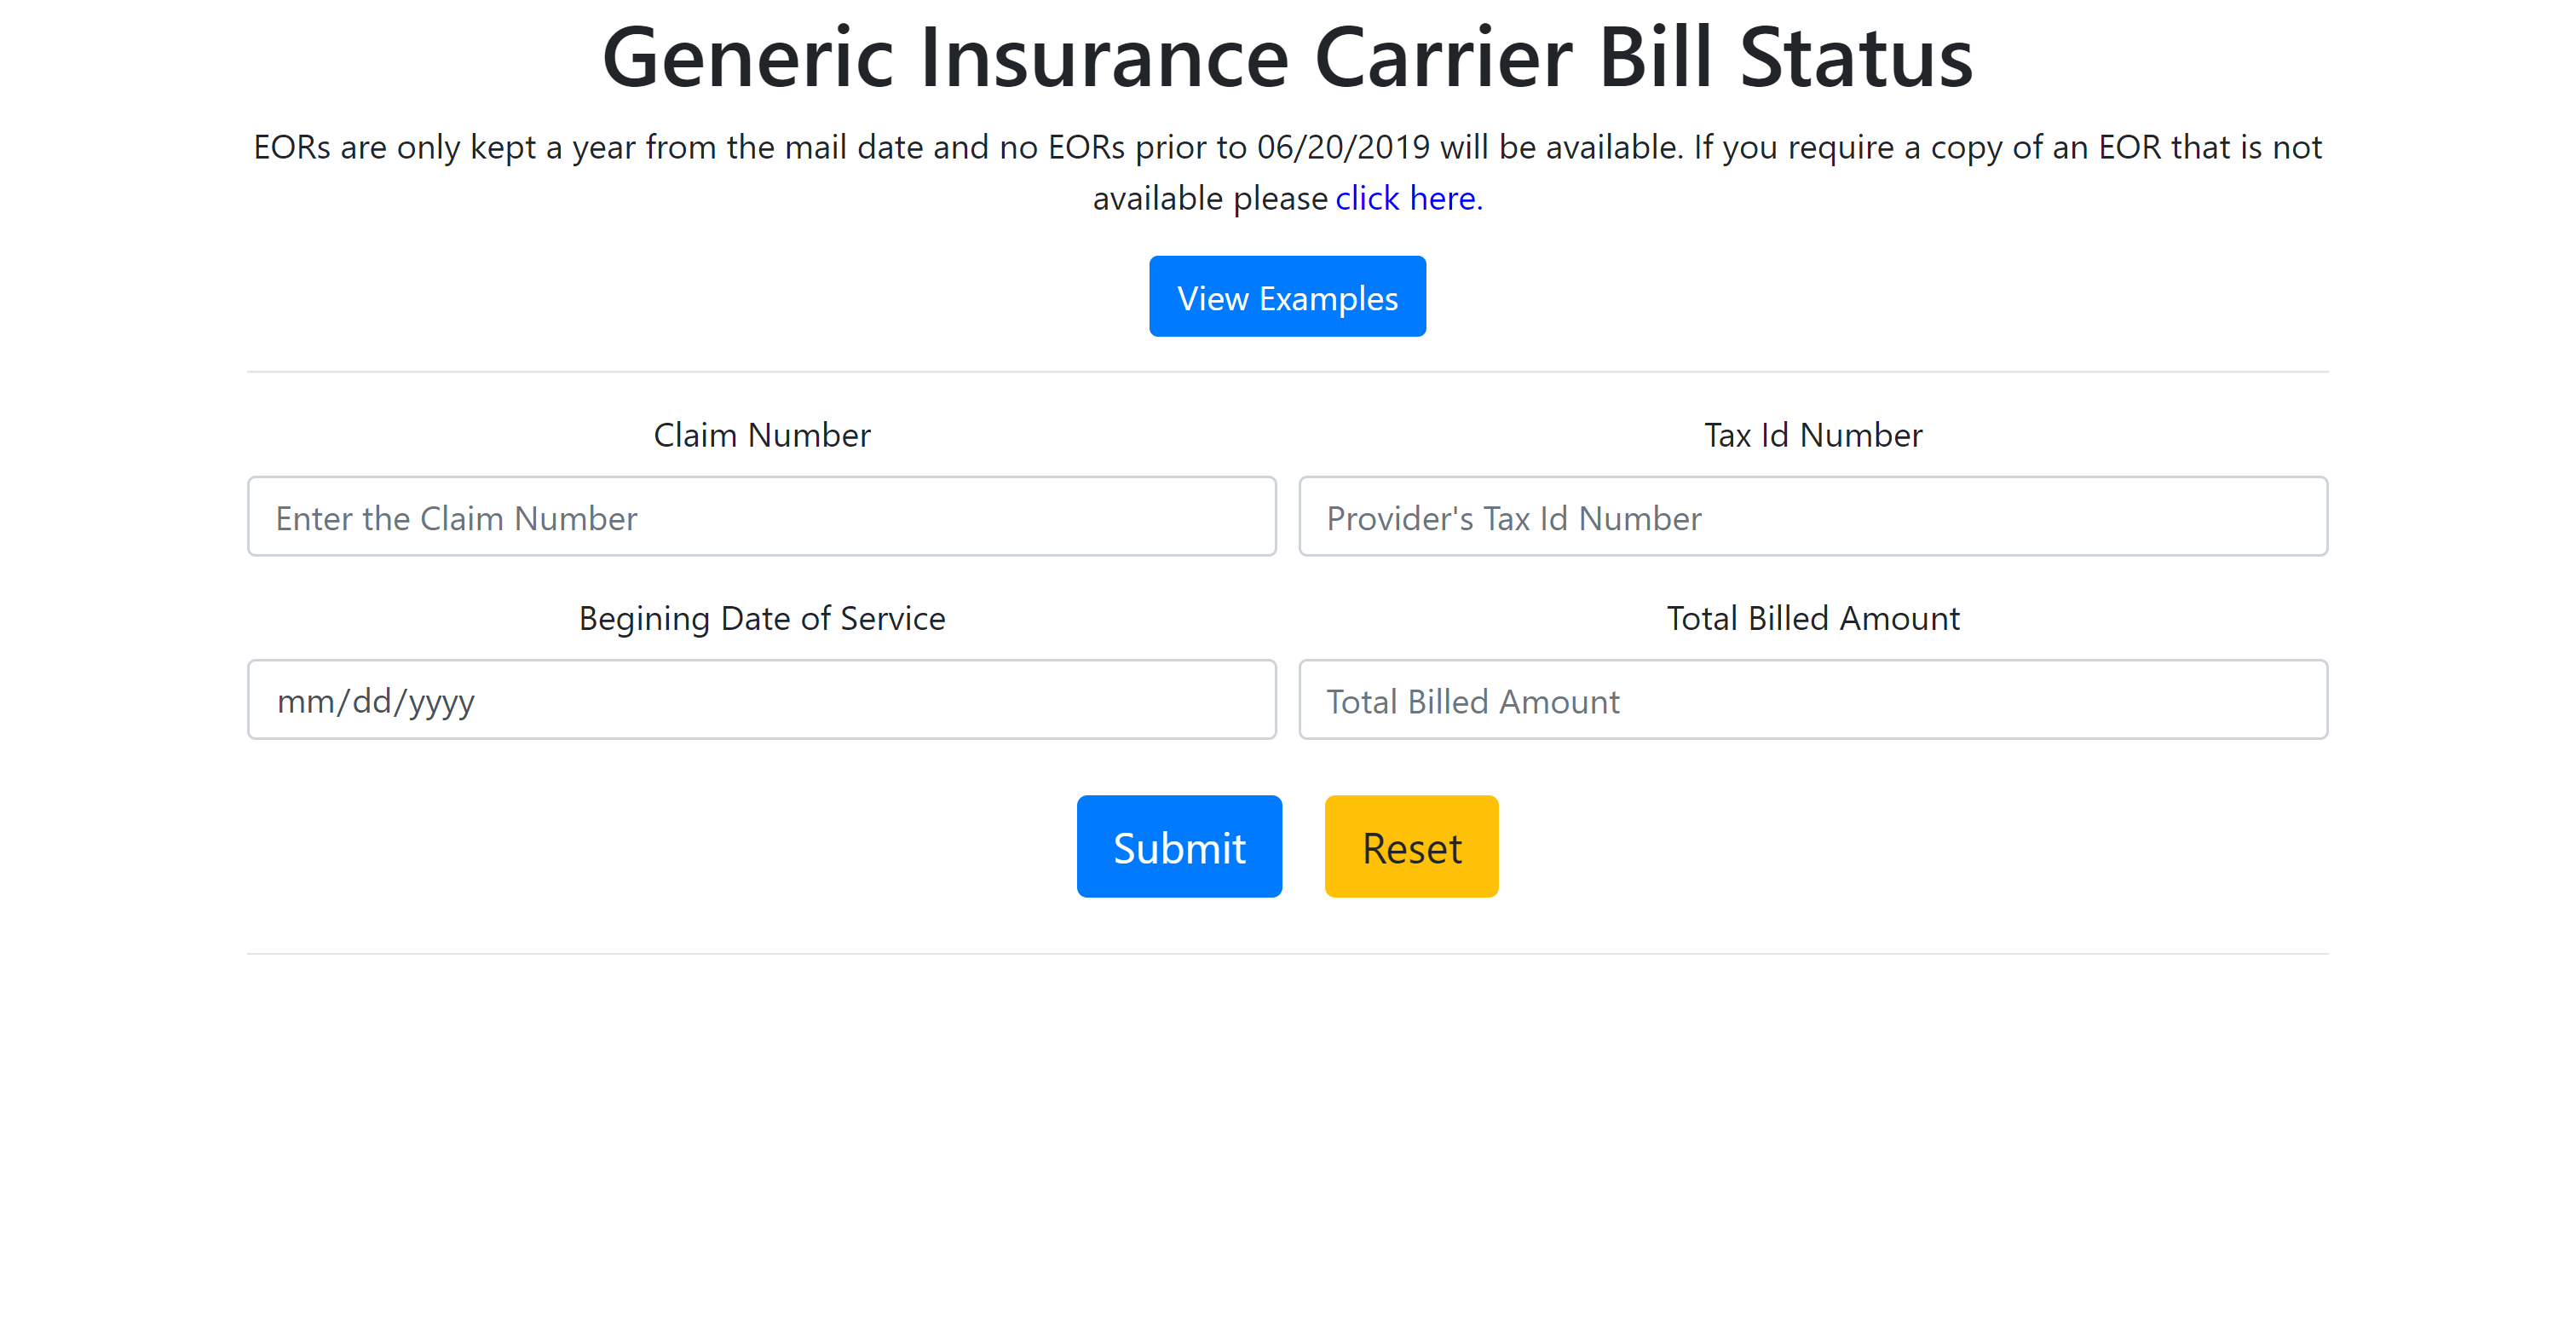 Generic Insurance Carrier Bill Status
EORs are only kept a year from the mail date and no EORs prior to 06/20/2019 will be available. If you require a copy of an EOR that is not
available please click here.
View Examples
Claim Number
Tax Id Number
Enter the Claim Number
Provider's Tax Id Number
Begining Date of Service
Total Billed Amount
mm/dd/yyyy
Total Billed Amount
Submit
Reset